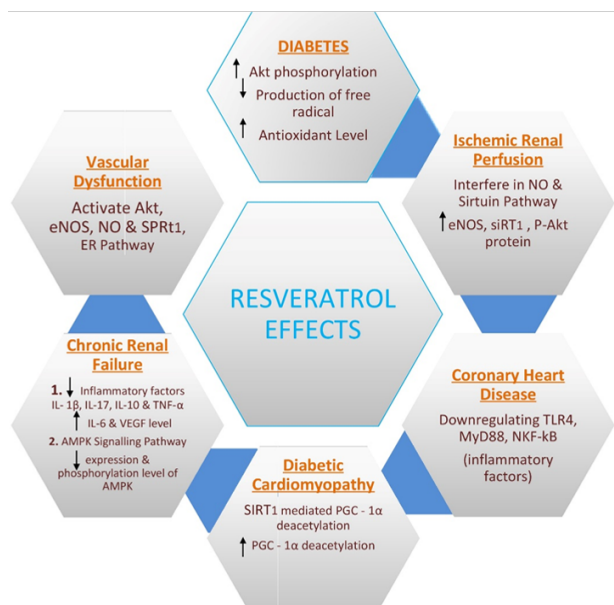 DIABETES
↑ Akt phosphorylation
↓ Production of free
radical
↑ Antioxidant Level
Ischemic Renal
Perfusion
Interfere in NO &
Sirtuin Pathway
↑ eNOS, siRT1 , P-Akt
protein
Coronary Heart
Disease
Downregulating TLR4,
MyD88, NKF-kB
(inflammatory
factors)
Diabetic
Cardiomyopathy
SIRT1 mediated PGC - 1α
deacetylation
↑ PGC - 1α deacetylation
Chronic Renal
Failure
1. ↓ Inflammatory factors
IL- 1β, IL-17, IL-10 & TNF-α
↑ IL-6 & VEGF level
2. AMPK Signalling Pathway
↓ expression &
phosphorylation level of
AMPK
Vascular
Dysfunction
Activate Akt,
eNOS, NO & SPRt1,
ER Pathway
RESVERATROL
EFFECTS